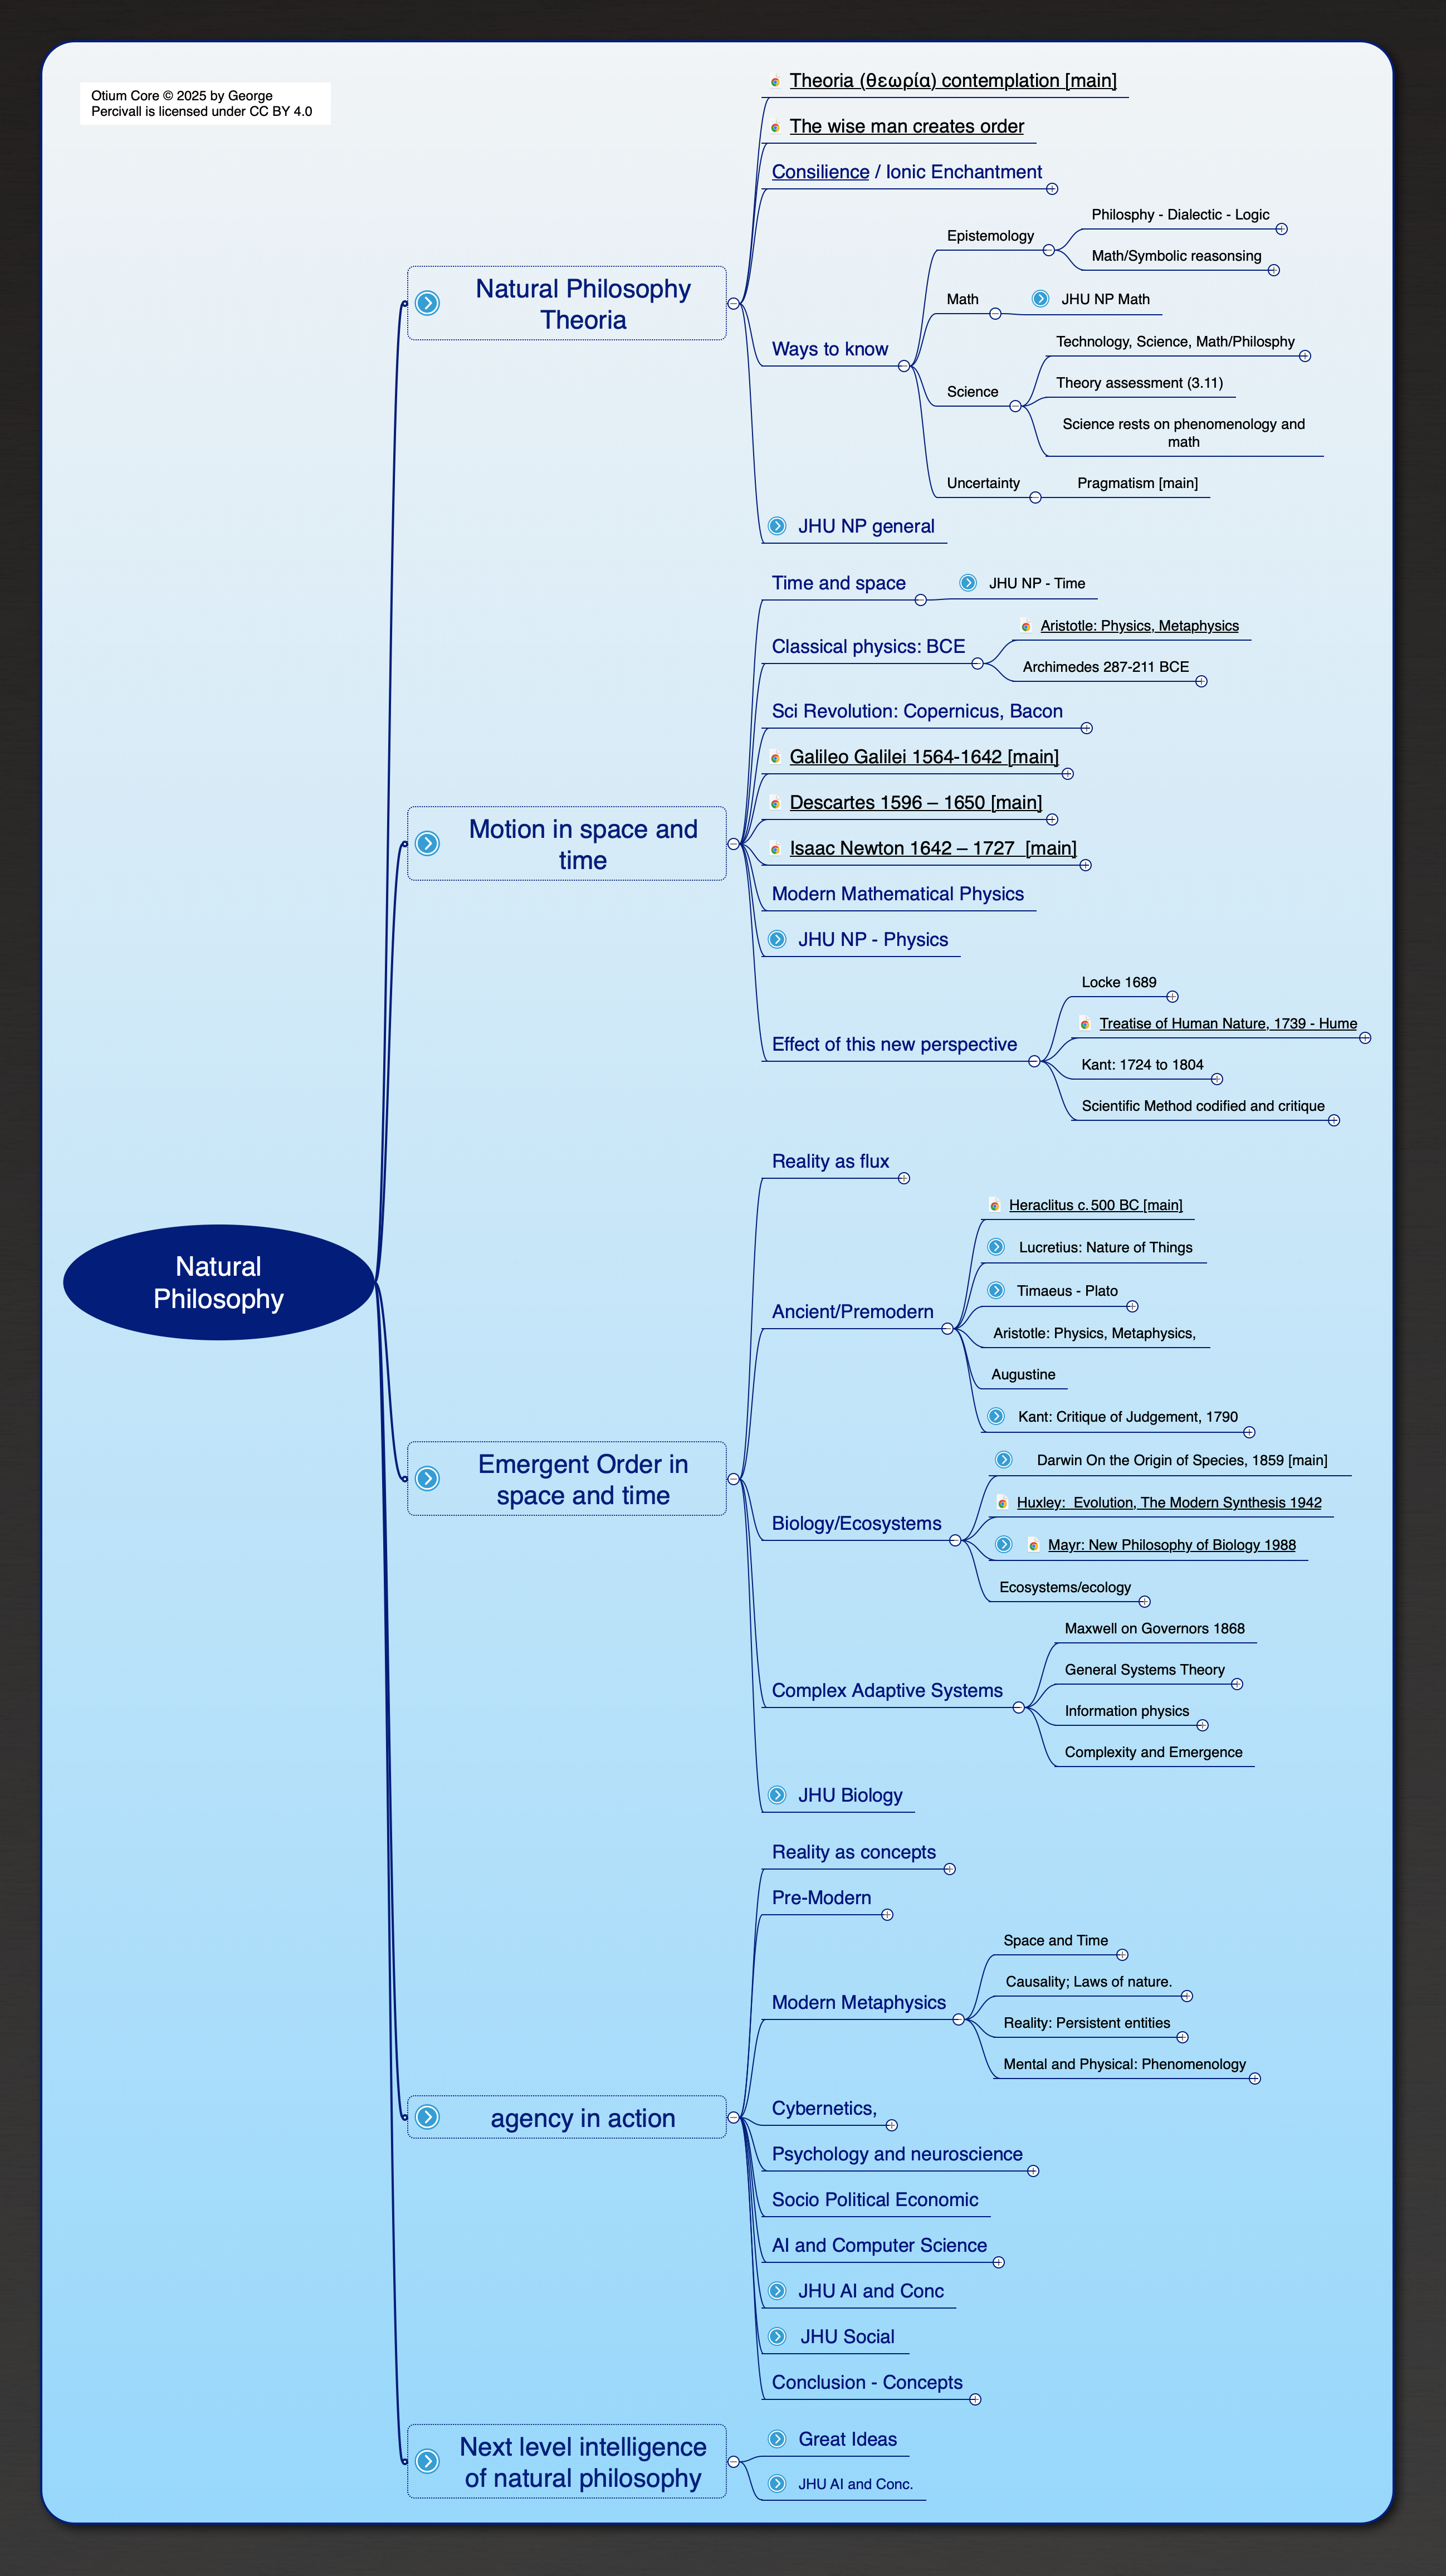 Otium Core © 2025 by George
Percivall is licensed under CC BY 4.0
Natural
Philosophy
Natural Philosophy
Theoria
Theoria (θεωρία) contemplation [main]
The wise man creates order
Consilience / Ionic Enchantment
Ways to know
Epistemology
Philosphy - Dialectic - Logic
Math/Symbolic reasonsing
Math
JHU NP Math
Science
Technology, Science, Math/Philosphy
Theory assessment (3.11)
Science rests on phenomenology and
math
Uncertainty
Pragmatism [main]
JHU NP general
Motion in space and
time
Time and space
JHU NP - Time
Classical physics: BCE
Aristotle: Physics, Metaphysics
Archimedes 287-211 BCE
Sci Revolution: Copernicus, Bacon
Galileo Galilei 1564-1642 [main]
Descartes 1596 – 1650 [main]
Isaac Newton 1642 – 1727  [main]
Modern Mathematical Physics
JHU NP - Physics
Effect of this new perspective
Locke 1689
Treatise of Human Nature, 1739 - Hume
Kant: 1724 to 1804
Scientific Method codified and critique
Emergent Order in
space and time
Reality as flux
Ancient/Premodern
Heraclitus c. 500 BC [main]
Lucretius: Nature of Things
Timaeus - Plato
Aristotle: Physics, Metaphysics,
Augustine
Kant: Critique of Judgement, 1790
Biology/Ecosystems
Darwin On the Origin of Species, 1859 [main]
Huxley:  Evolution, The Modern Synthesis 1942
Mayr: New Philosophy of Biology 1988
Ecosystems/ecology
Complex Adaptive Systems
Maxwell on Governors 1868
General Systems Theory
Information physics
Complexity and Emergence
JHU Biology
agency in action
Reality as concepts
Pre-Modern
Modern Metaphysics
Space and Time
Causality; Laws of nature.
Reality: Persistent entities
Mental and Physical: Phenomenology
Cybernetics,
Psychology and neuroscience
Socio Political Economic
AI and Computer Science
JHU AI and Conc
JHU Social
Conclusion - Concepts
Next level intelligence
of natural philosophy
Great Ideas
JHU AI and Conc.